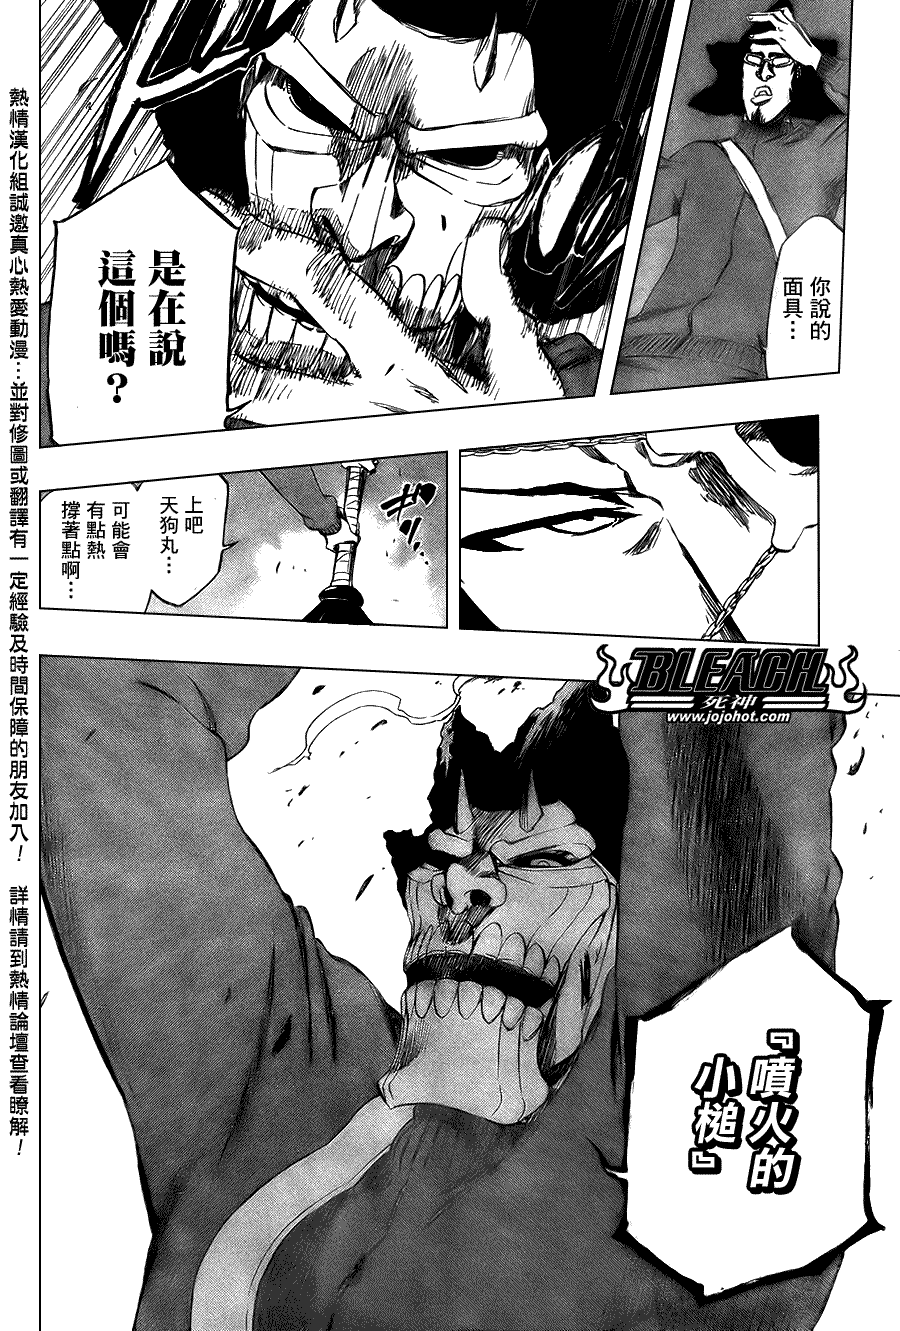 你說的
面具…
是在說
這個嗎？
上吧
天狗丸…
可能會
有點熱
撐著點啊…
BLEACH
死神
www.jojohot.com
『噴火的
小槌』
熱情漢化組誠邀真心熱愛動漫…並對修圖或翻譯有一定經驗及時間保障的朋友加入！ 詳情請到熱情論壇查看瞭解！